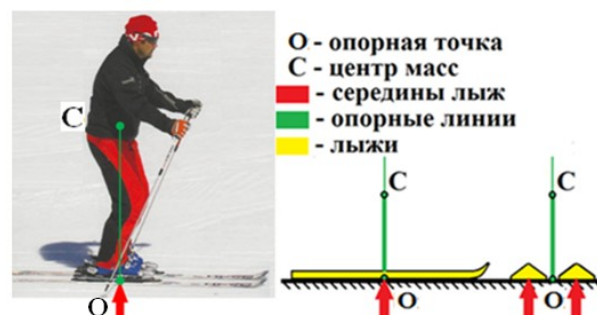 О - опорная точка
С - центр масс
- середины лыж
- опорные линии
- лыжи
С
О
С
О
С
О